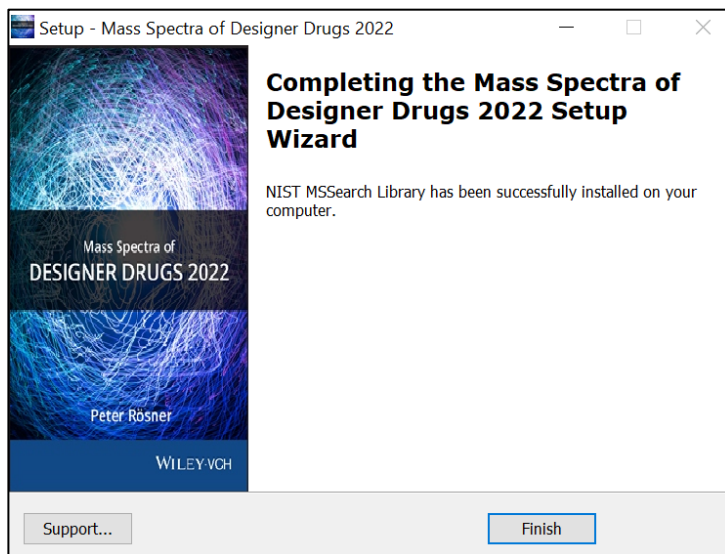 Setup - Mass Spectra of Designer Drugs 2022
Completing the Mass Spectra of
Designer Drugs 2022 Setup
Wizard
NIST MSSearch Library has been successfully installed on your
computer.
Mass Spectra of
DESIGNER DRUGS 2022
Peter Rösner
WILEY-VCH
Support...
Finish